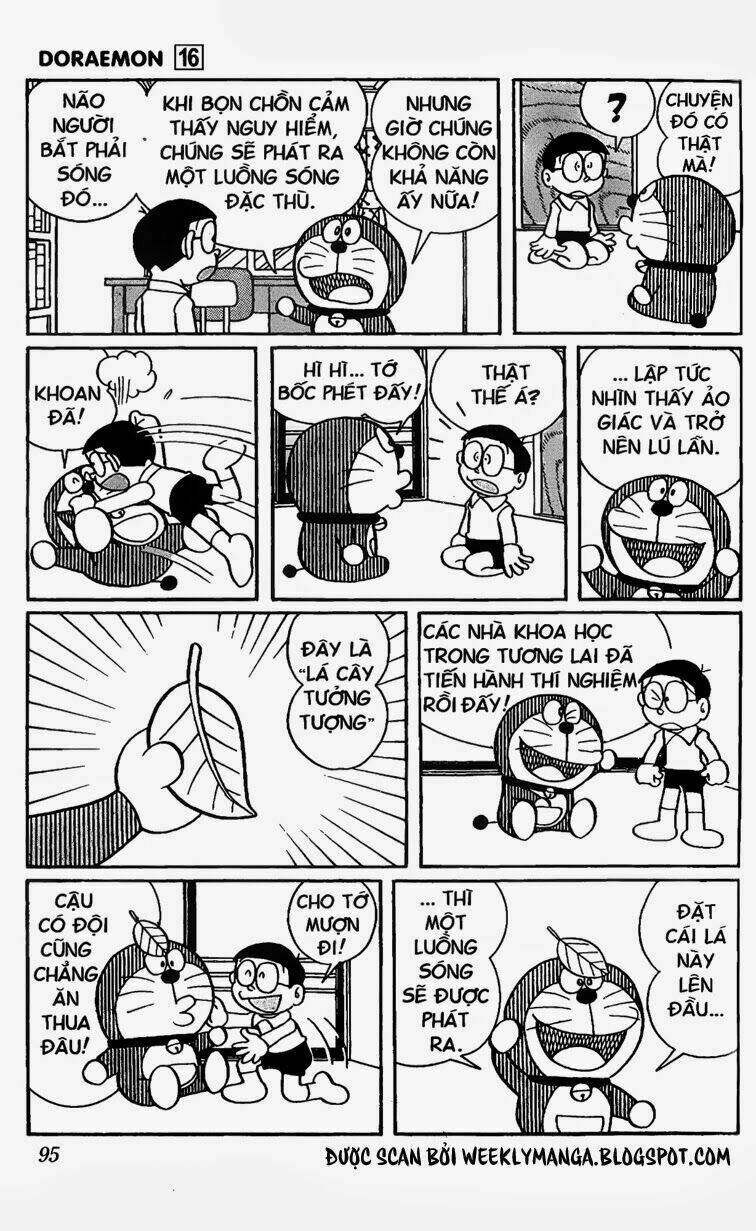 DORAEMON 16
CHUYỆN
ĐÓ CÓ
THẬT
MÀ!
?
NHƯNG
GIỜ CHÚNG
KHÔNG CÒN
KHẢ NĂNG
ẤY NỮA!
KHI BỌN CHỒN CẢM
THẤY NGUY HIỂM,
CHÚNG SẼ PHÁT RA
MỘT LUỒNG SÓNG
ĐẶC THÙ.
NÃO
NGƯỜI
BẮT PHẢI
SÓNG
ĐÓ...
... LẬP TỨC
NHÌN THẤY ẢO
GIÁC VÀ TRỞ
NÊN LÚ LẪN.
THẬT
THẾ Á?
HÌ HÌ... TỚ
BỐC PHÉT ĐẤY!
KHOAN
ĐÃ!
CÁC NHÀ KHOA HỌC
TRONG TƯƠNG LAI ĐÃ
TIẾN HÀNH THÍ NGHIỆM
RỒI ĐẤY!
ĐÂY LÀ
“LÁ CÂY
TƯỞNG
TƯỢNG”
ĐẶT
CÁI LÁ
NÀY
LÊN
ĐẦU...
... THÌ
MỘT
LUỒNG
SÓNG
SẼ ĐƯỢC
PHÁT
RA.
CHO TỚ
MƯỢN
ĐI!
CẬU
CÓ ĐỘI
CŨNG
CHẲNG
ĂN
THUA
ĐÂU!
95
ĐƯỢC SCAN BỞI WEEKLYMANGA.BLOGSPOT.COM